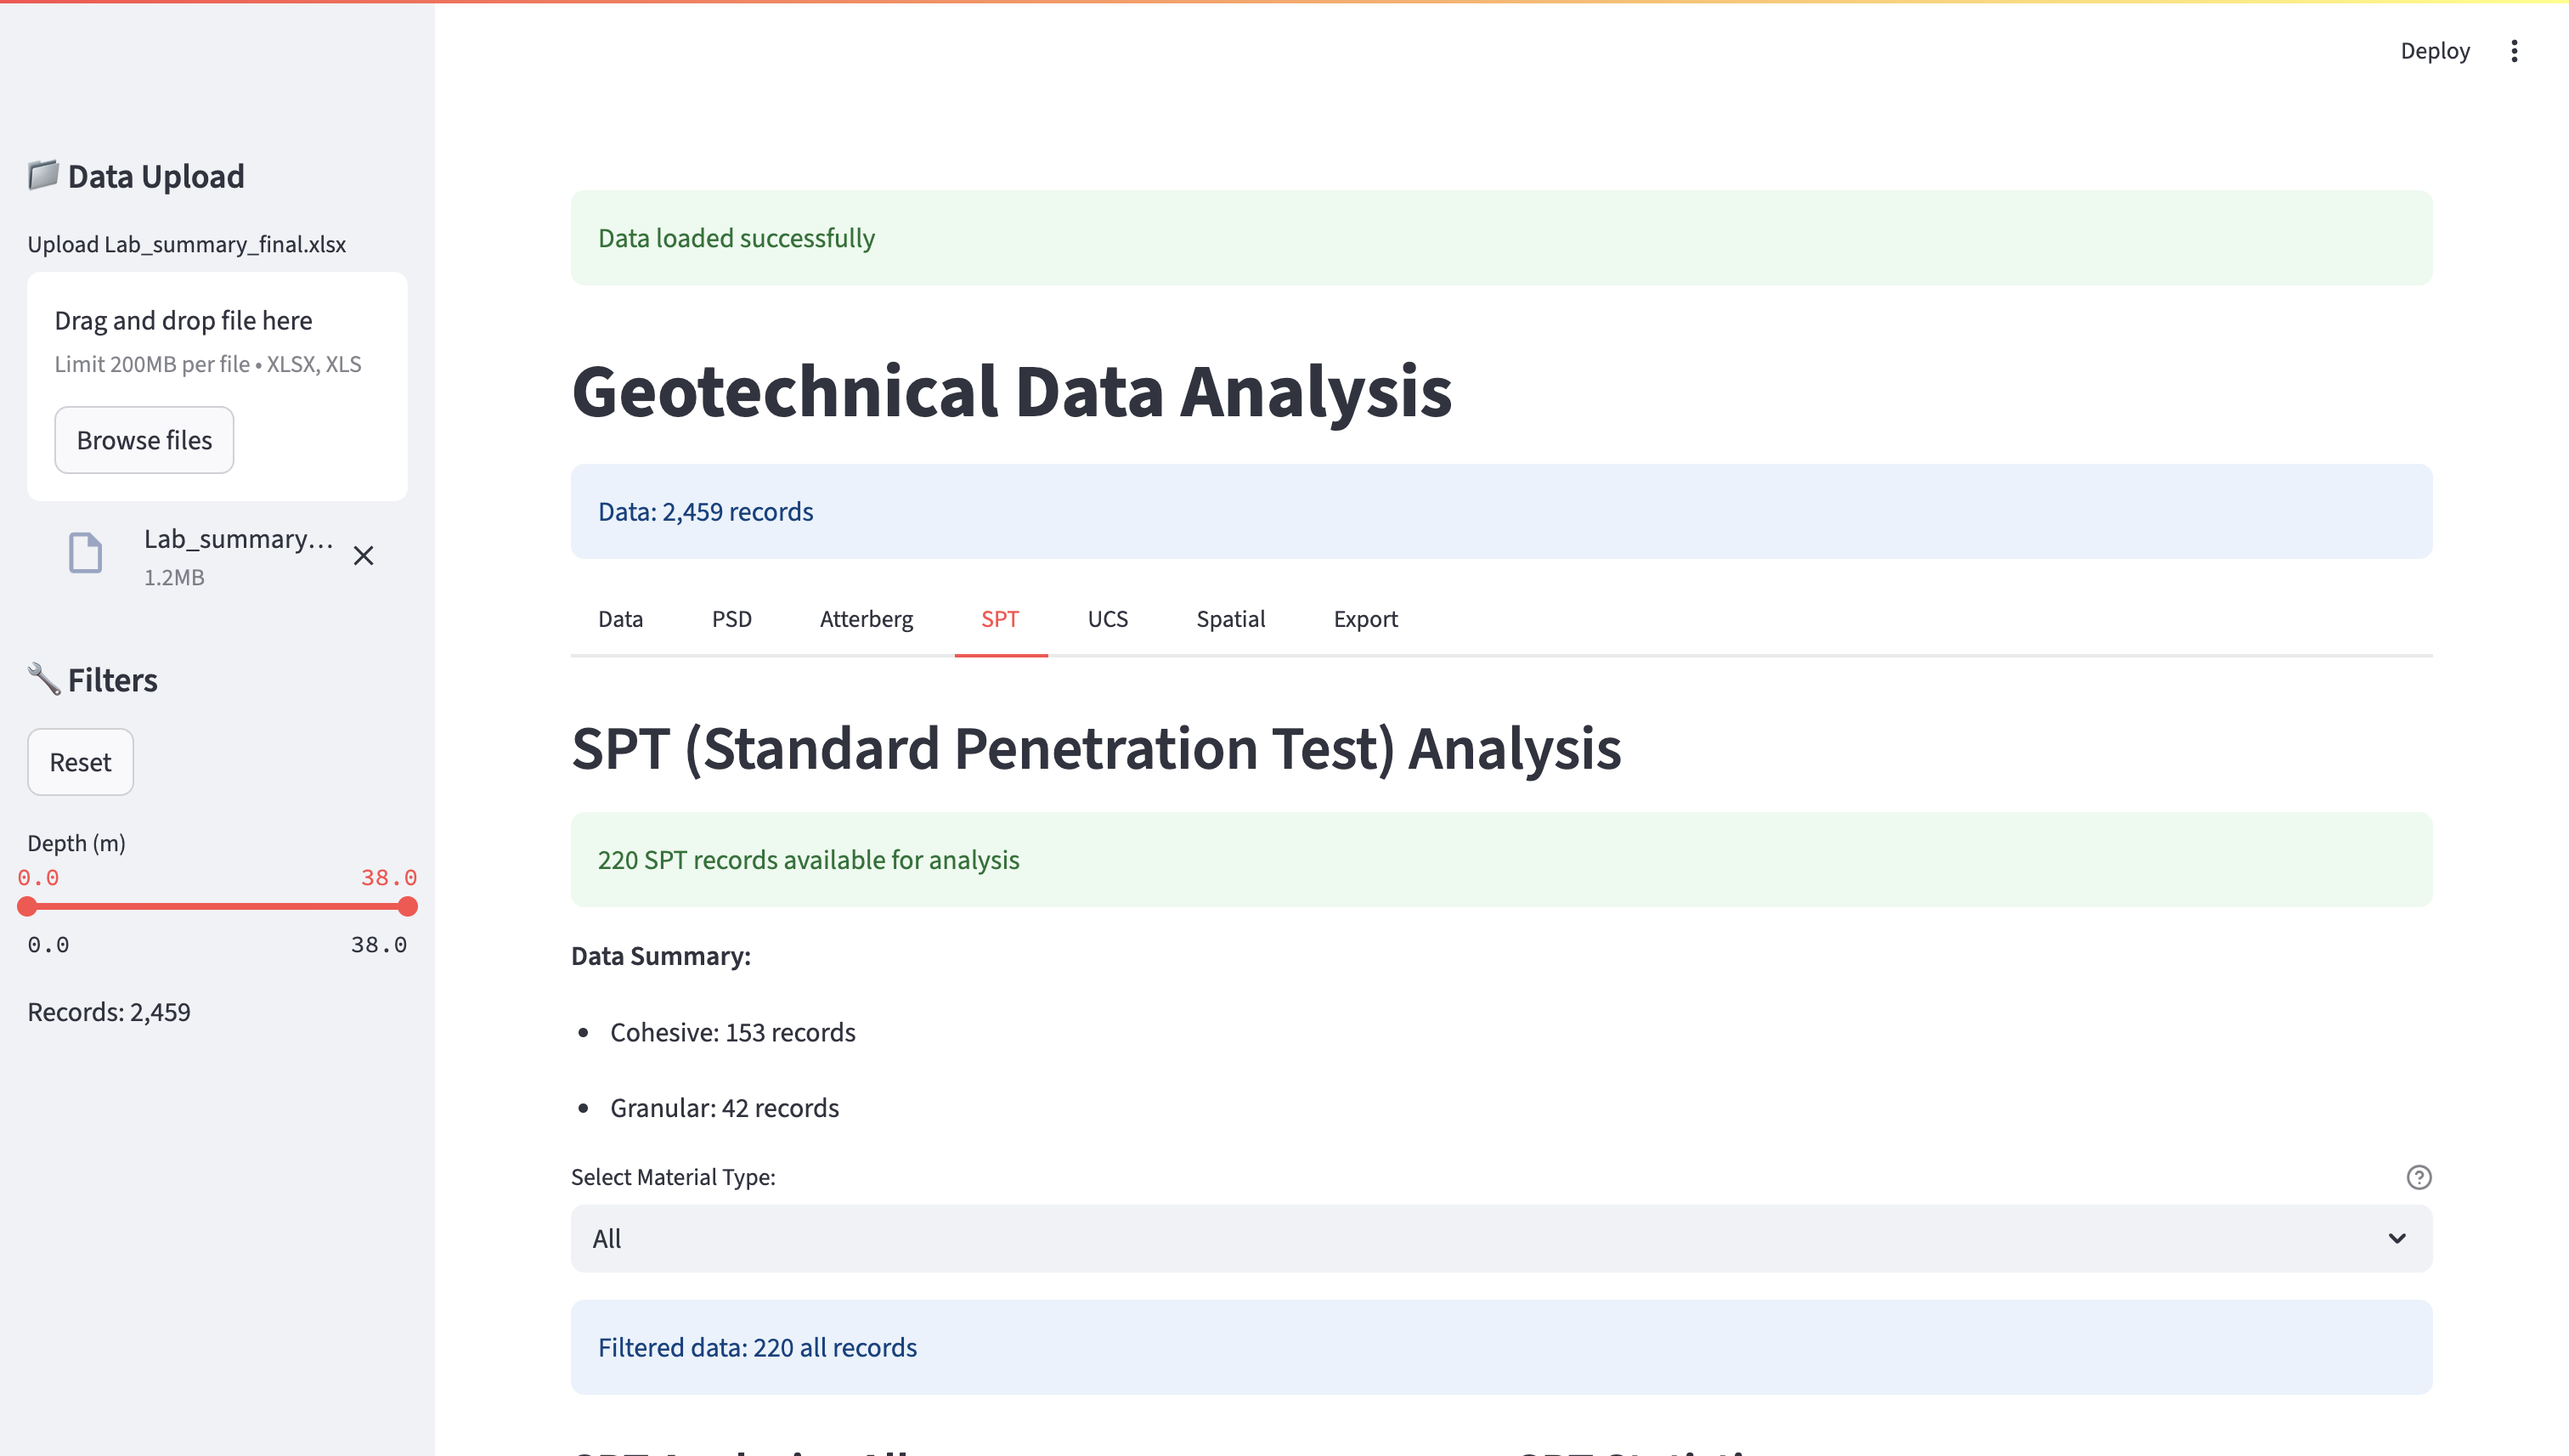 Deploy
Data Upload
Upload Lab_summary_final.xlsx
Drag and drop file here
Limit 200MB per file • XLSX, XLS
Browse files
Lab_summary...
1.2MB
Filters
Reset
Depth (m)
0.0 38.0
0.0 38.0
Records: 2,459
Data loaded successfully
Geotechnical Data Analysis
Data: 2,459 records
Data PSD Atterberg SPT UCS Spatial Export
SPT (Standard Penetration Test) Analysis
220 SPT records available for analysis
Data Summary:
• Cohesive: 153 records
• Granular: 42 records
Select Material Type:
All
Filtered data: 220 all records